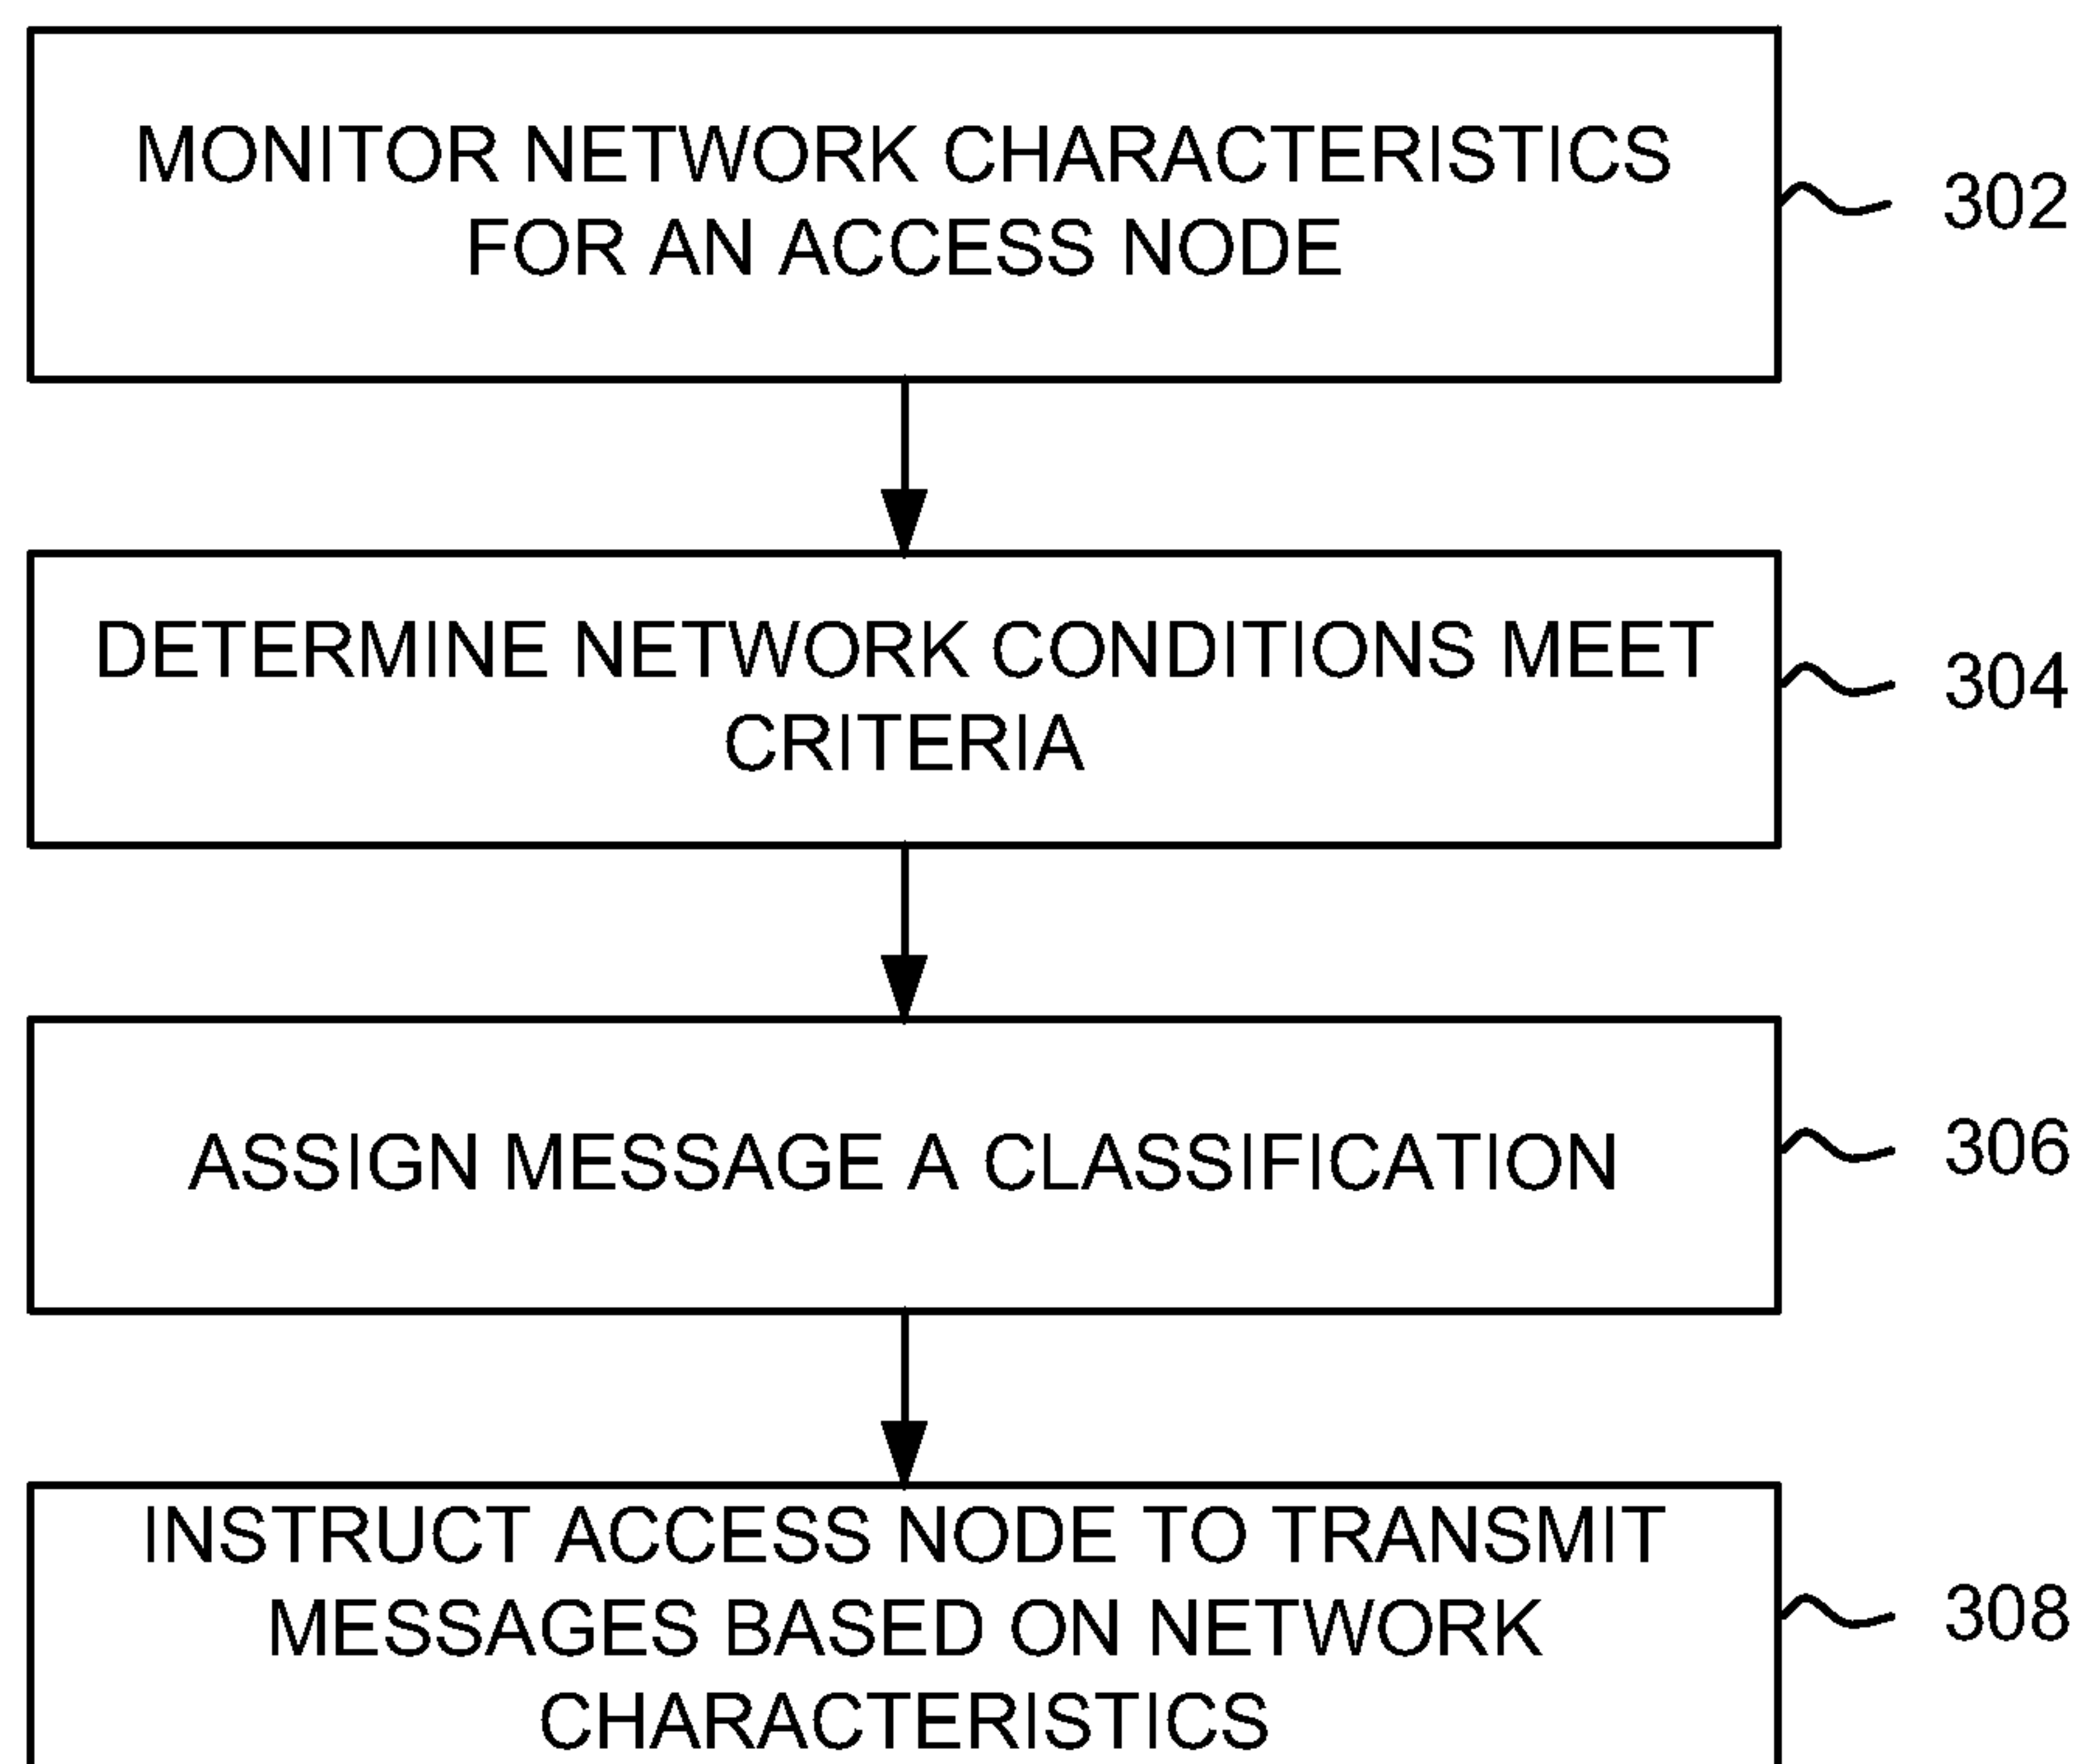 MONITOR NETWORK CHARACTERISTICS
FOR AN ACCESS NODE
302
DETERMINE NETWORK CONDITIONS MEET
CRITERIA
304
ASSIGN MESSAGE A CLASSIFICATION
306
INSTRUCT ACCESS NODE TO TRANSMIT
MESSAGES BASED ON NETWORK
CHARACTERISTICS
308